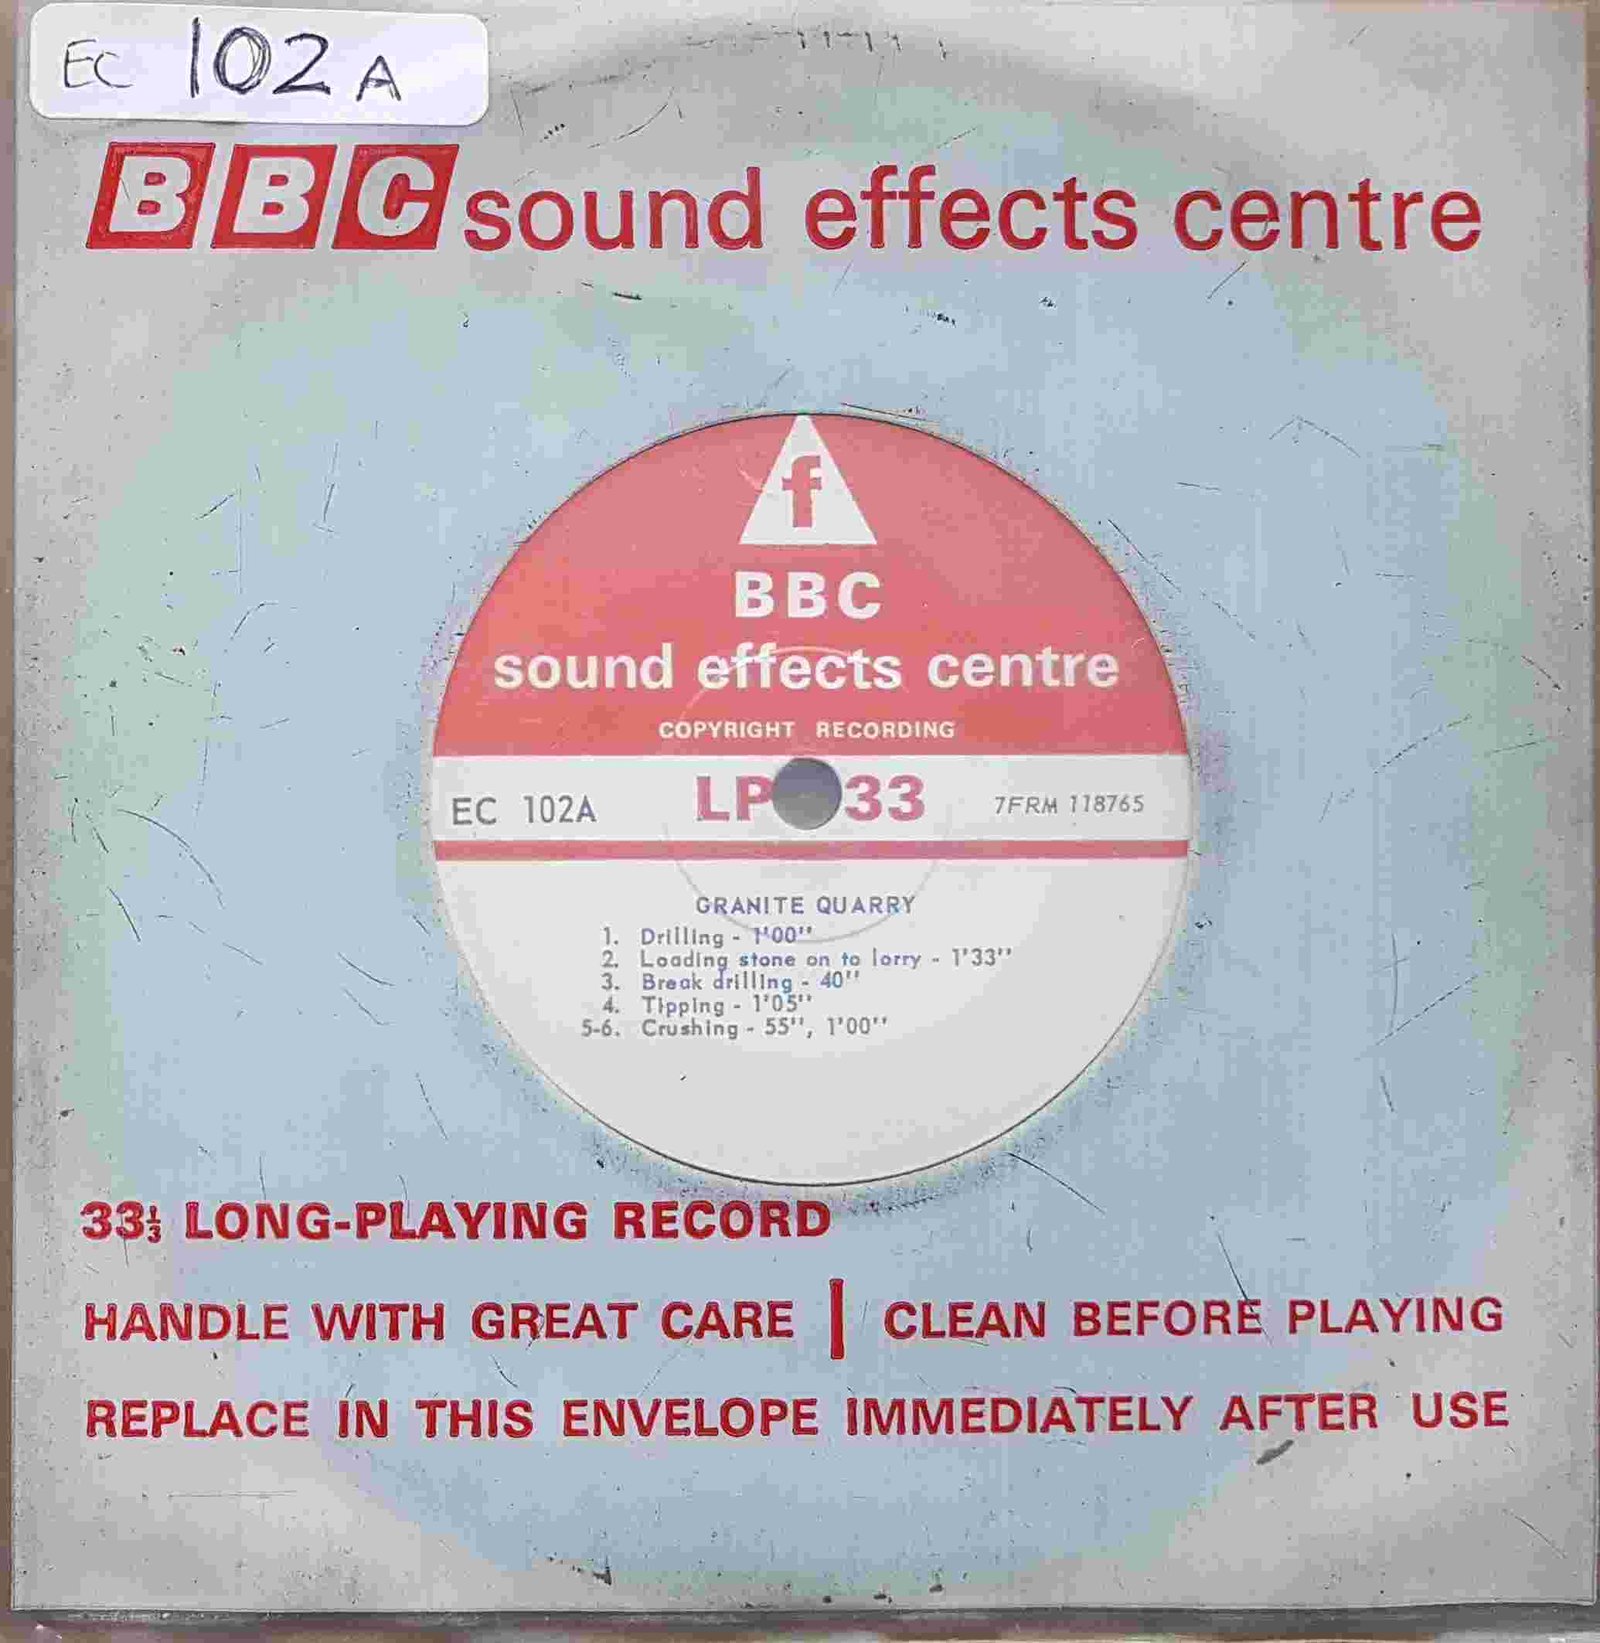 EC 102 A
BBC sound effects centre
f
BBC
sound effects centre
COPYRIGHT RECORDING
EC 102A LP 33 7FRM 118765
GRANITE QUARRY
1. Drilling - 1'00''
2. Loading stone on to lorry - 1'33''
3. Break drilling - 40''
4. Tipping - 1'05''
5-6. Crushing - 55'', 1'00''
33⅓ LONG-PLAYING RECORD
HANDLE WITH GREAT CARE | CLEAN BEFORE PLAYING
REPLACE IN THIS ENVELOPE IMMEDIATELY AFTER USE